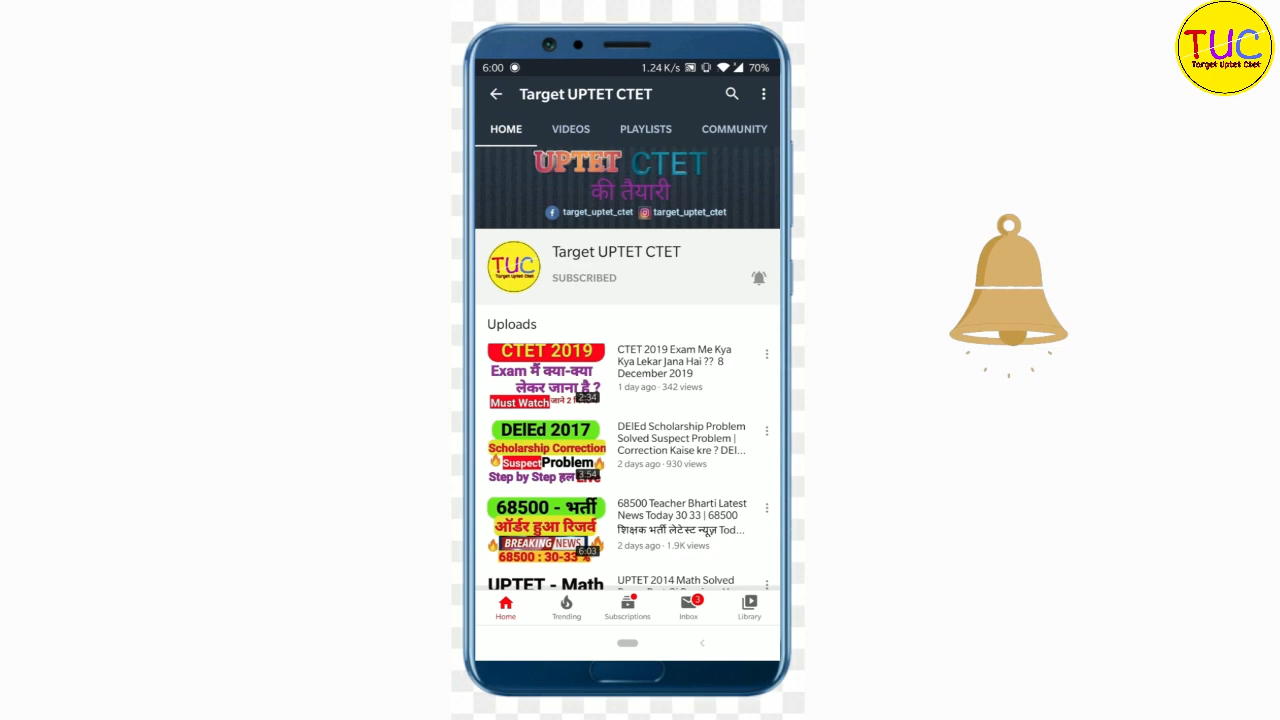 TUC
Target Uptet Ctet
6:00
1.24 K/s
70%
Target UPTET CTET
HOME VIDEOS PLAYLISTS COMMUNITY
UPTET CTET
की तैयारी
target_uptet_ctet target_uptet_ctet
TUC
Target Uptet Ctet
Target UPTET CTET
SUBSCRIBED
Uploads
CTET 2019
Exam मैं क्या-क्या
लेकर जाना है ?
Must Watch जाने 2
2:34
CTET 2019 Exam Me Kya
Kya Lekar Jana Hai ?? 8
December 2019
1 day ago · 342 views
DElEd 2017
Scholarship Correction
Suspect Problem
Step by Step हल
3:54
DElEd Scholarship Problem
Solved Suspect Problem |
Correction Kaise kre ? DEl...
2 days ago · 930 views
68500 - भर्ती
ऑर्डर हुआ रिजर्व
BREAKING NEWS
68500 : 30-33 %
6:03
68500 Teacher Bharti Latest
News Today 30 33 | 68500
शिक्षक भर्ती लेटेस्ट न्यूज़ Tod...
2 days ago · 1.9K views
UPTET - Math
UPTET 2014 Math Solved
Home Trending Subscriptions Inbox Library
3